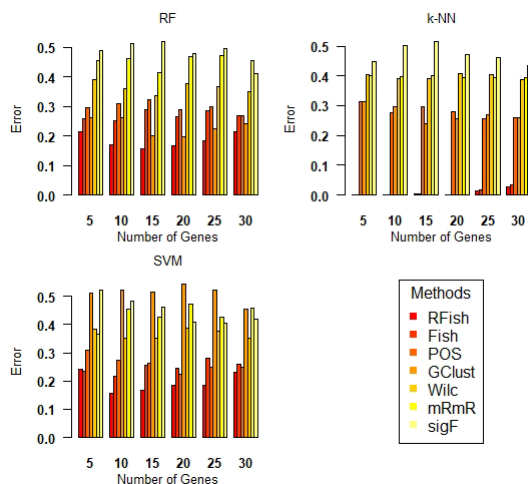 RF
Error
0.5
0.4
0.3
0.2
0.1
0.0
5 10 15 20 25 30
Number of Genes
k-NN
Error
0.5
0.4
0.3
0.2
0.1
0.0
5 10 15 20 25 30
Number of Genes
SVM
Error
0.5
0.4
0.3
0.2
0.1
0.0
5 10 15 20 25 30
Number of Genes
Methods
RFish
Fish
POS
GClust
Wilc
mRmR
sigF